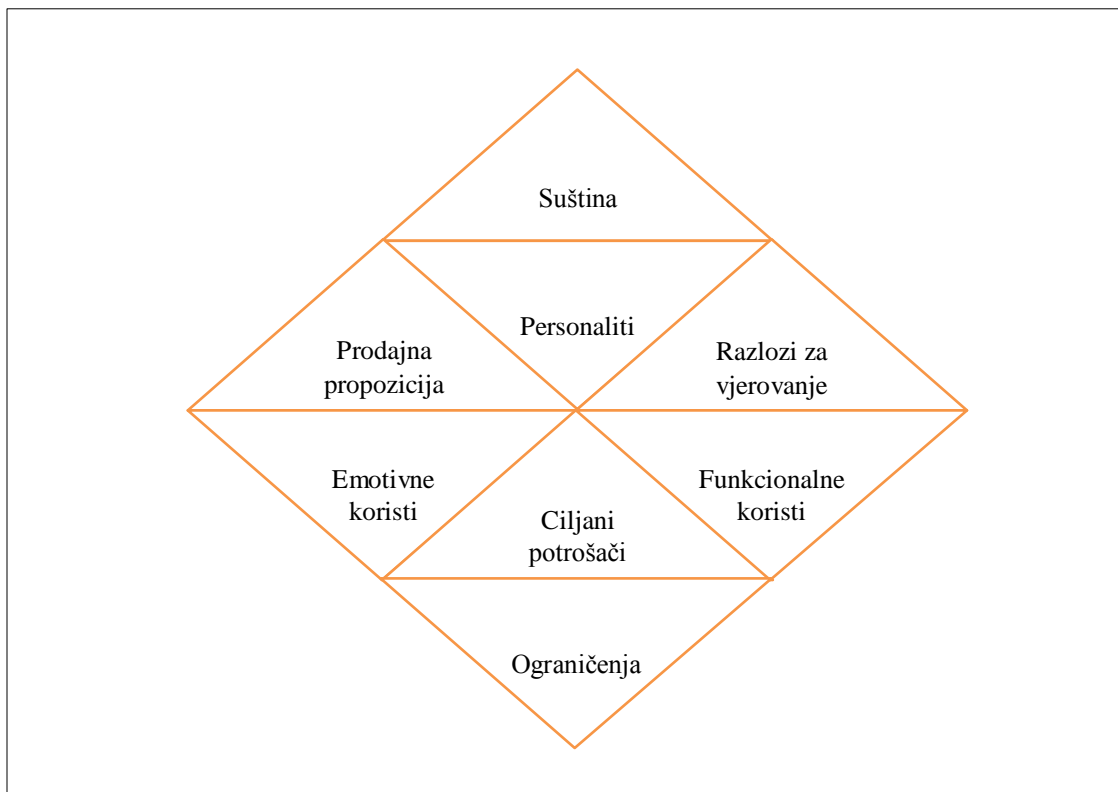 Suština
Personaliti
Prodajna
propozicija
Razlozi za
vjerovanje
Emotivne
koristi
Ciljani
potrošači
Funkcionalne
koristi
Ograničenja